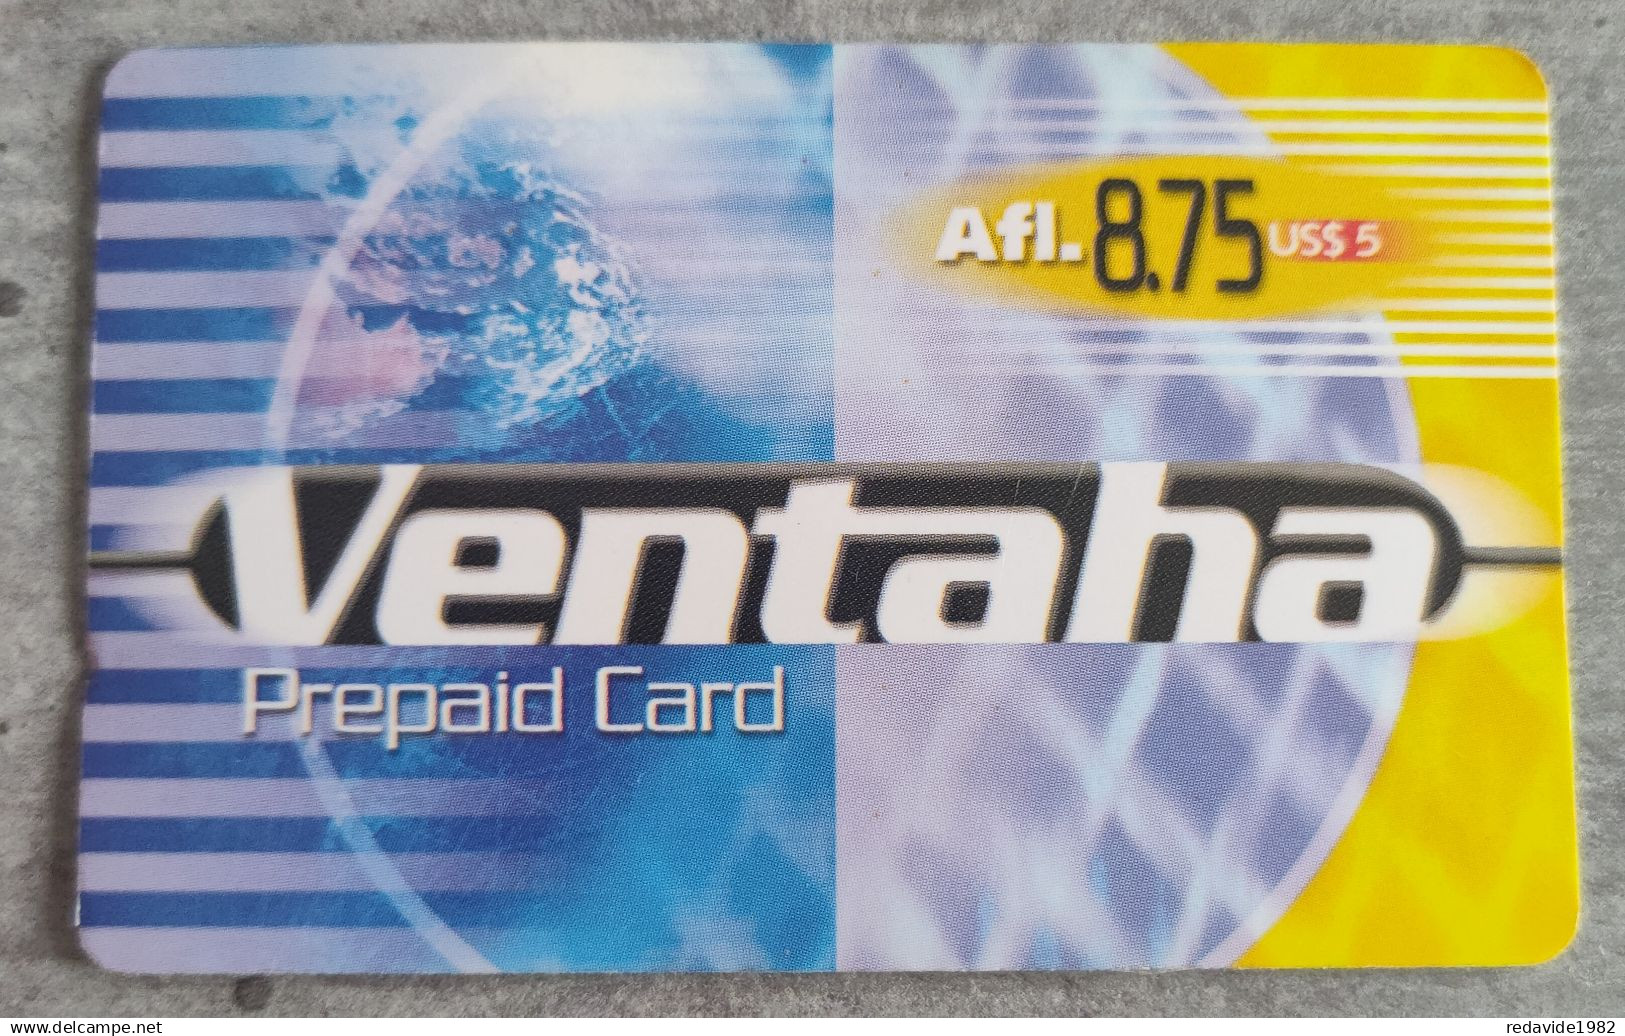 Afl. 8.75 US$ 5
Ventaha
Prepaid Card
www.delcampe.net
redavide1982